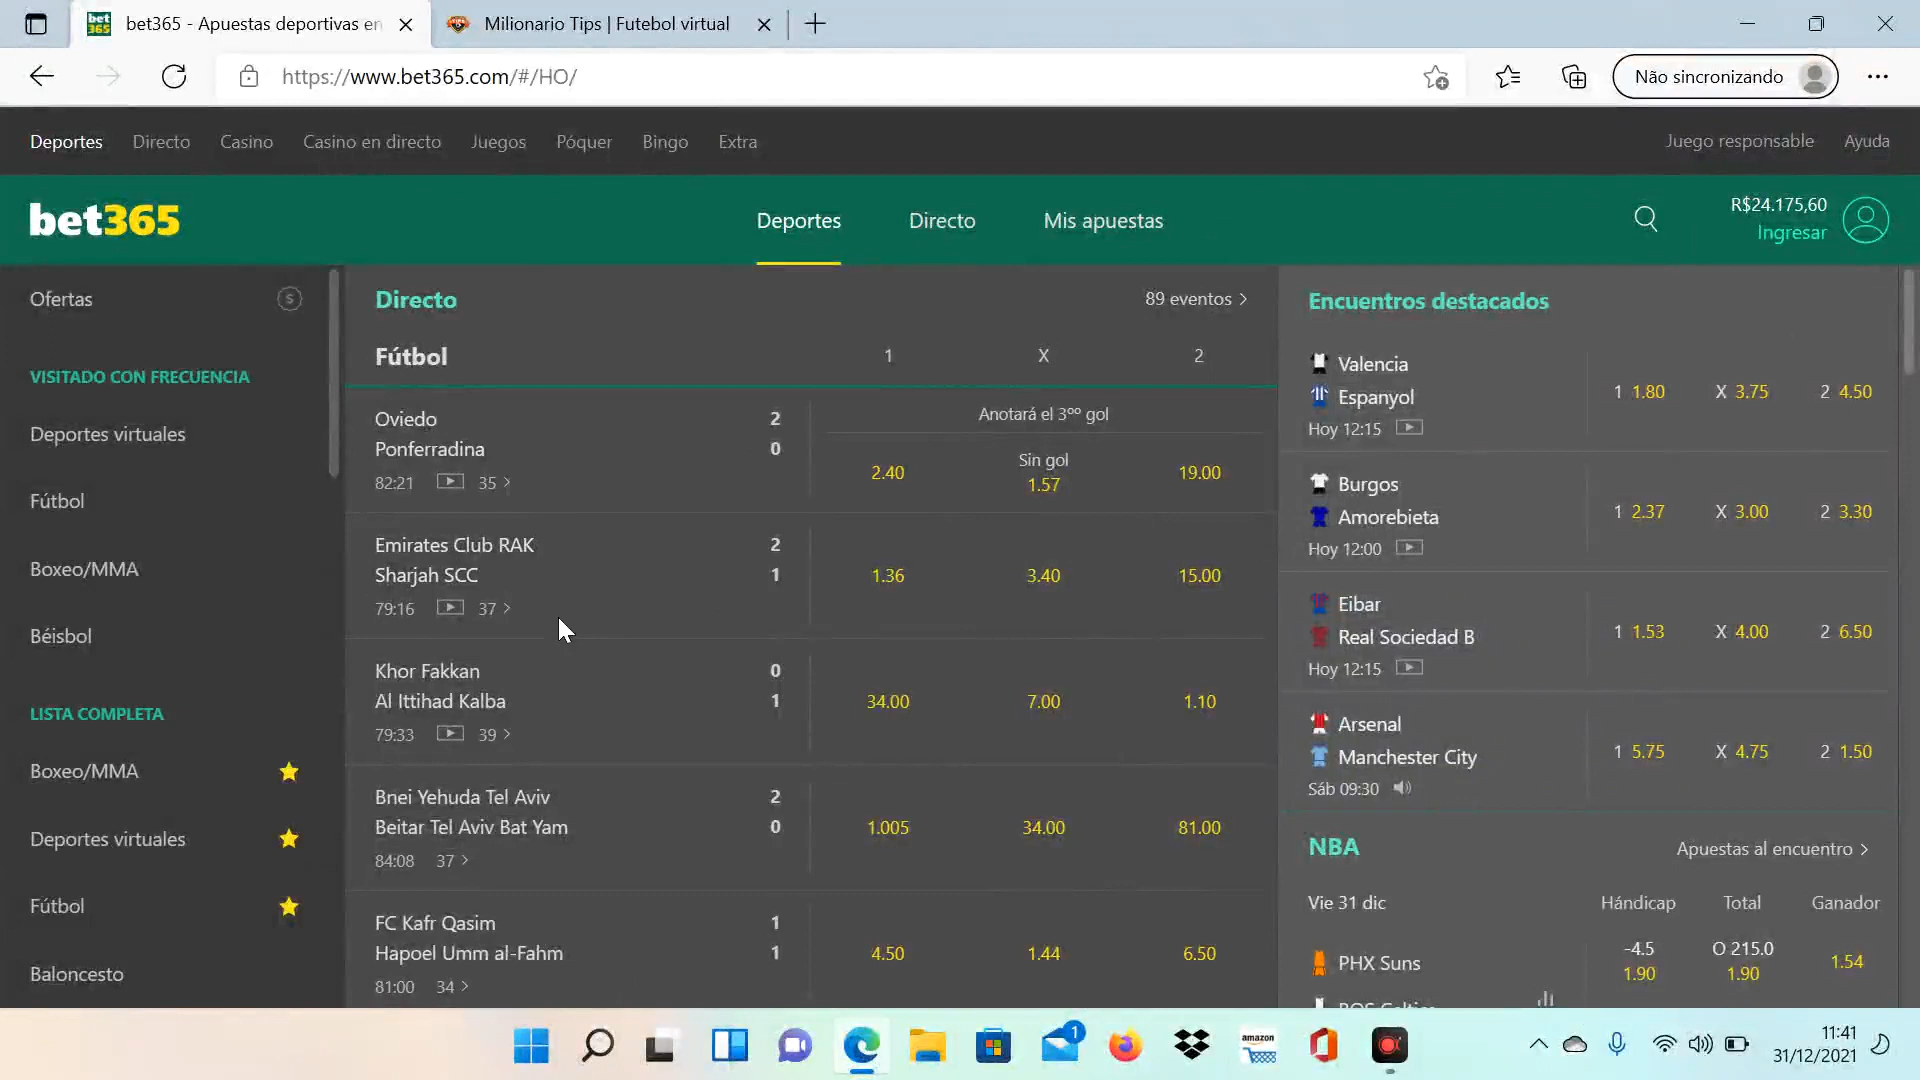 bet365 - Apuestas deportivas en
Milionario Tips | Futebol virtual
https://www.bet365.com/#/HO/
Não sincronizando
Deportes
Directo
Casino
Casino en directo
Juegos
Póquer
Bingo
Extra
Juego responsable
Ayuda
bet365
Deportes
Directo
Mis apuestas
R$24.175,60
Ingresar
Ofertas
S
VISITADO CON FRECUENCIA
Deportes virtuales
Fútbol
Boxeo/MMA
Béisbol
LISTA COMPLETA
Boxeo/MMA
Deportes virtuales
Fútbol
Baloncesto
Directo
89 eventos >
Fútbol 1 X 2
Oviedo 2
Ponferradina 0
82:21 35 >
Anotará el 3ºº gol
2.40
Sin gol
1.57
19.00
Emirates Club RAK 2
Sharjah SCC 1
79:16 37 >
1.36 3.40 15.00
Khor Fakkan 0
Al Ittihad Kalba 1
79:33 39 >
34.00 7.00 1.10
Bnei Yehuda Tel Aviv 2
Beitar Tel Aviv Bat Yam 0
84:08 37 >
1.005 34.00 81.00
FC Kafr Qasim 1
Hapoel Umm al-Fahm 1
81:00 34 >
4.50 1.44 6.50
Encuentros destacados
Valencia
Espanyol
Hoy 12:15
1 1.80 X 3.75 2 4.50
Burgos
Amorebieta
Hoy 12:00
1 2.37 X 3.00 2 3.30
Eibar
Real Sociedad B
Hoy 12:15
1 1.53 X 4.00 2 6.50
Arsenal
Manchester City
Sáb 09:30
1 5.75 X 4.75 2 1.50
NBA
Apuestas al encuentro >
Vie 31 dic Hándicap Total Ganador
PHX Suns
-4.5
1.90
O 215.0
1.90
1.54
BOS Celtics
1
amazon
11:41
31/12/2021